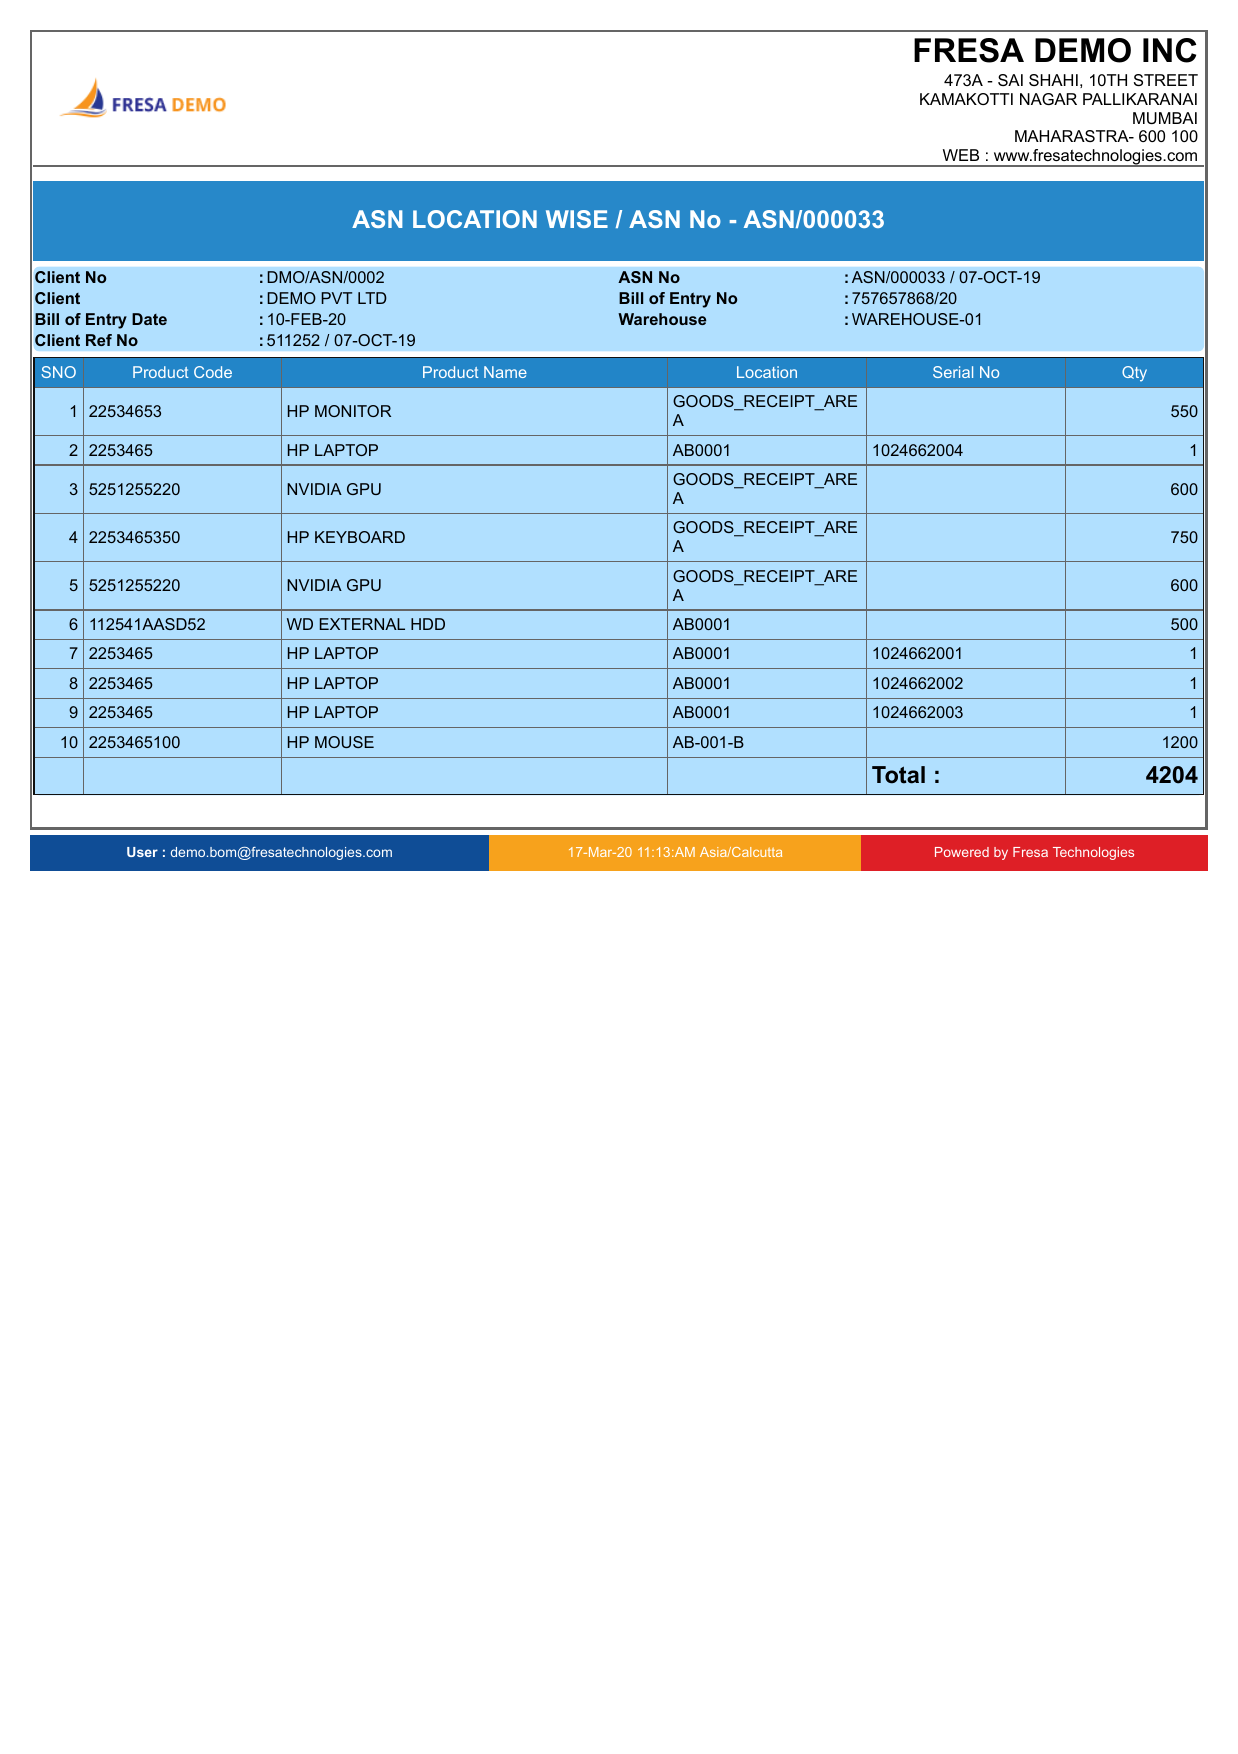 FRESA DEMO
FRESA DEMO INC
473A - SAI SHAHI, 10TH STREET
KAMAKOTTI NAGAR PALLIKARANAI
MUMBAI
MAHARASTRA- 600 100
WEB : www.fresatechnologies.com
ASN LOCATION WISE / ASN No - ASN/000033
Client No : DMO/ASN/0002 ASN No : ASN/000033 / 07-OCT-19
Client : DEMO PVT LTD Bill of Entry No : 757657868/20
Bill of Entry Date : 10-FEB-20 Warehouse : WAREHOUSE-01
Client Ref No : 511252 / 07-OCT-19
SNO Product Code Product Name Location Serial No Qty
1 22534653 HP MONITOR GOODS_RECEIPT_ARE
A 550
2 2253465 HP LAPTOP AB0001 1024662004 1
3 5251255220 NVIDIA GPU GOODS_RECEIPT_ARE
A 600
4 2253465350 HP KEYBOARD GOODS_RECEIPT_ARE
A 750
5 5251255220 NVIDIA GPU GOODS_RECEIPT_ARE
A 600
6 112541AASD52 WD EXTERNAL HDD AB0001 500
7 2253465 HP LAPTOP AB0001 1024662001 1
8 2253465 HP LAPTOP AB0001 1024662002 1
9 2253465 HP LAPTOP AB0001 1024662003 1
10 2253465100 HP MOUSE AB-001-B 1200
Total : 4204
User : demo.bom@fresatechnologies.com 17-Mar-20 11:13:AM Asia/Calcutta Powered by Fresa Technologies